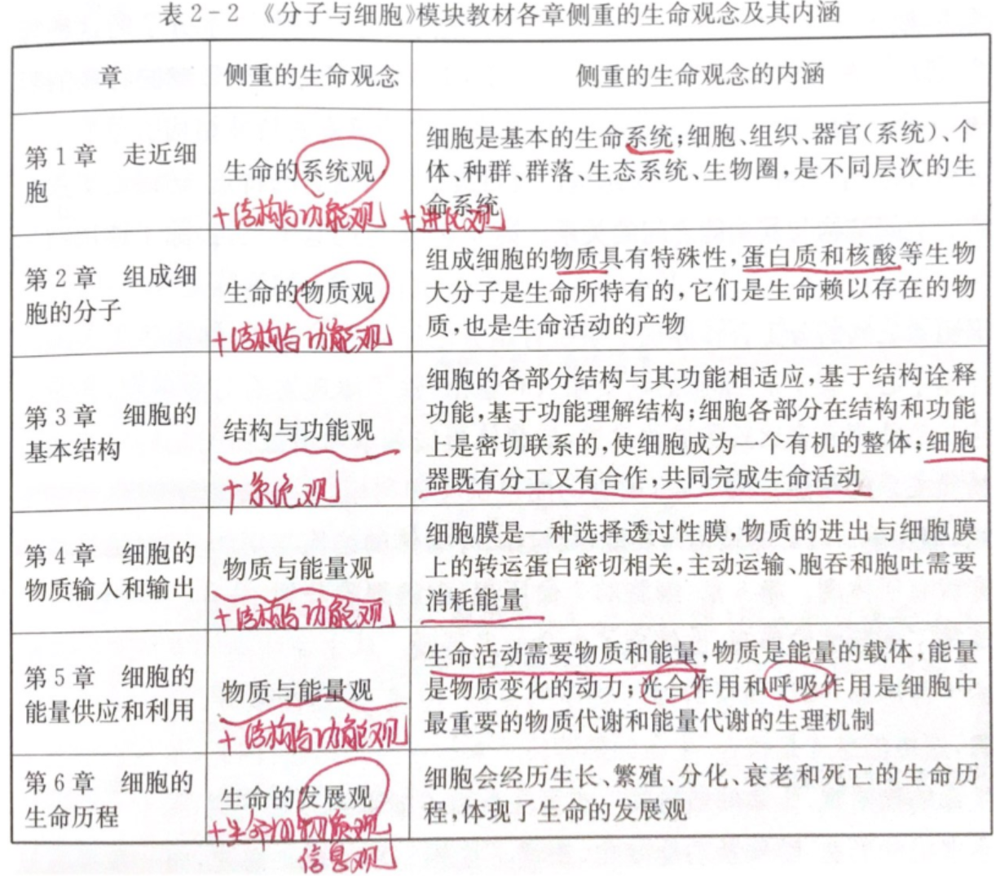 表2-2 《分子与细胞》模块教材各章侧重的生命观念及其内涵
章
侧重的生命观念
侧重的生命观念的内涵
第1章 走近细
胞
生命的系统观
+结构与功能观
+进化观
细胞是基本的生命系统;细胞、组织、器官(系统)、个
体、种群、群落、生态系统、生物圈,是不同层次的生
命系统
第2章 组成细
胞的分子
生命的物质观
+结构与功能观
组成细胞的物质具有特殊性,蛋白质和核酸等生物
大分子是生命所特有的,它们是生命赖以存在的物
质,也是生命活动的产物
第3章 细胞的
基本结构
结构与功能观
+系统观
细胞的各部分结构与其功能相适应,基于结构诠释
功能,基于功能理解结构;细胞各部分在结构和功能
上是密切联系的,使细胞成为一个有机的整体;细胞
器既有分工又有合作,共同完成生命活动
第4章 细胞的
物质输入和输出
物质与能量观
+结构与功能观
细胞膜是一种选择透过性膜 物质的进出与细胞膜
上的转运蛋白密切相关,主动运输、胞吞和胞吐需要
消耗能量
第5章 细胞的
能量供应和利用
物质与能量观
+结构与功能观
生命活动需要物质和能量,物质是能量的载体,能量
是物质变化的动力;光合作用和呼吸作用是细胞中
最重要的物质代谢和能量代谢的生理机制
第6章 细胞的
生命历程
生命的发展观
+生命的物质观
信息观
细胞会经历生长、繁殖、分化、衰老和死亡的生命历
程,体现了生命的发展观